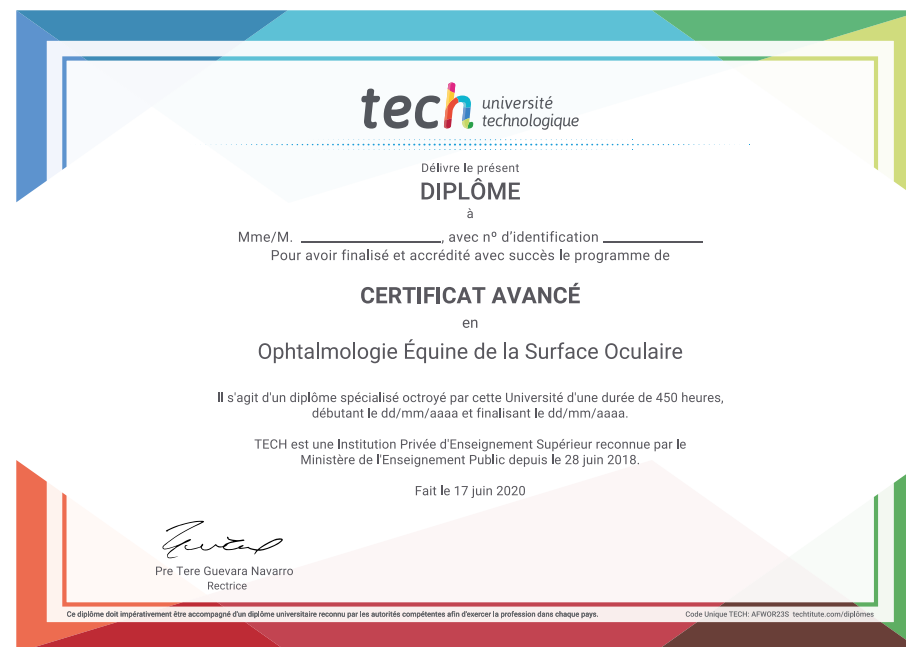 tech université
technologique
Délivre le présent
DIPLÔME
à
Mme/M. ____________________, avec nº d'identification ______________
Pour avoir finalisé et accrédité avec succès le programme de
CERTIFICAT AVANCÉ
en
Ophtalmologie Équine de la Surface Oculaire
Il s'agit d'un diplôme spécialisé octroyé par cette Université d'une durée de 450 heures,
débutant le dd/mm/aaaa et finalisant le dd/mm/aaaa.
TECH est une Institution Privée d'Enseignement Supérieur reconnue par le
Ministère de l'Enseignement Public depuis le 28 juin 2018.
Fait le 17 juin 2020
Pre Tere Guevara Navarro
Rectrice
Ce diplôme doit impérativement être accompagné d'un diplôme universitaire reconnu par les autorités compétentes afin d'exercer la profession dans chaque pays.
Code Unique TECH: AFWOR23S techtitute.com/diplômes